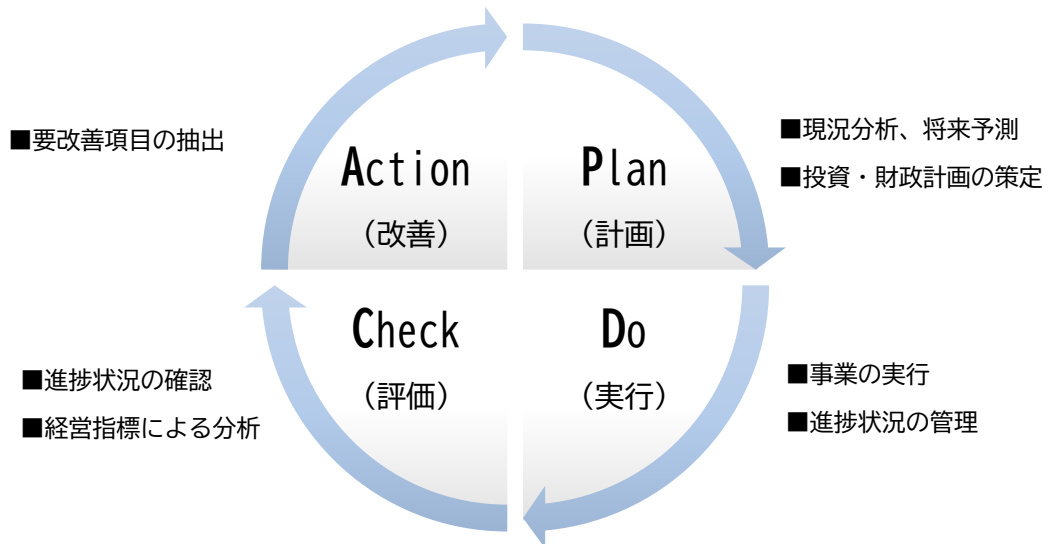 ■要改善項目の抽出
Action
（改善）
Plan
（計画）
■現況分析、将来予測
■投資・財政計画の策定
■進捗状況の確認
■経営指標による分析
Check
（評価）
Do
（実行）
■事業の実行
■進捗状況の管理